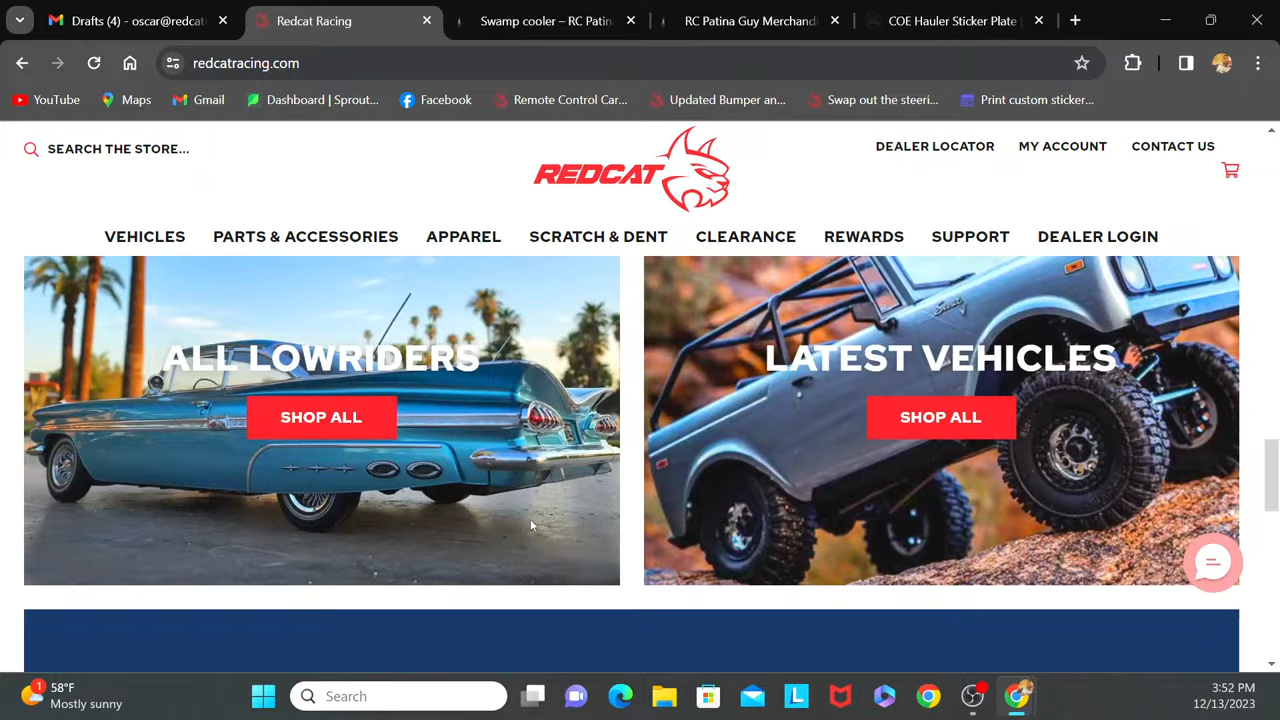 Drafts (4) - oscar@redcat
Redcat Racing
Swamp cooler – RC Patin
RC Patina Guy Merchandi
COE Hauler Sticker Plate
redcatracing.com
YouTube
Maps
Gmail
Dashboard | Sprout...
Facebook
Remote Control Car...
Updated Bumper an...
Swap out the steeri...
Print custom sticker...
SEARCH THE STORE...
REDCAT
DEALER LOCATOR
MY ACCOUNT
CONTACT US
VEHICLES
PARTS & ACCESSORIES
APPAREL
SCRATCH & DENT
CLEARANCE
REWARDS
SUPPORT
DEALER LOGIN
ALL LOWRIDERS
SHOP ALL
LATEST VEHICLES
SHOP ALL
Scout
1
58°F
Mostly sunny
Search
L
3:52 PM
12/13/2023